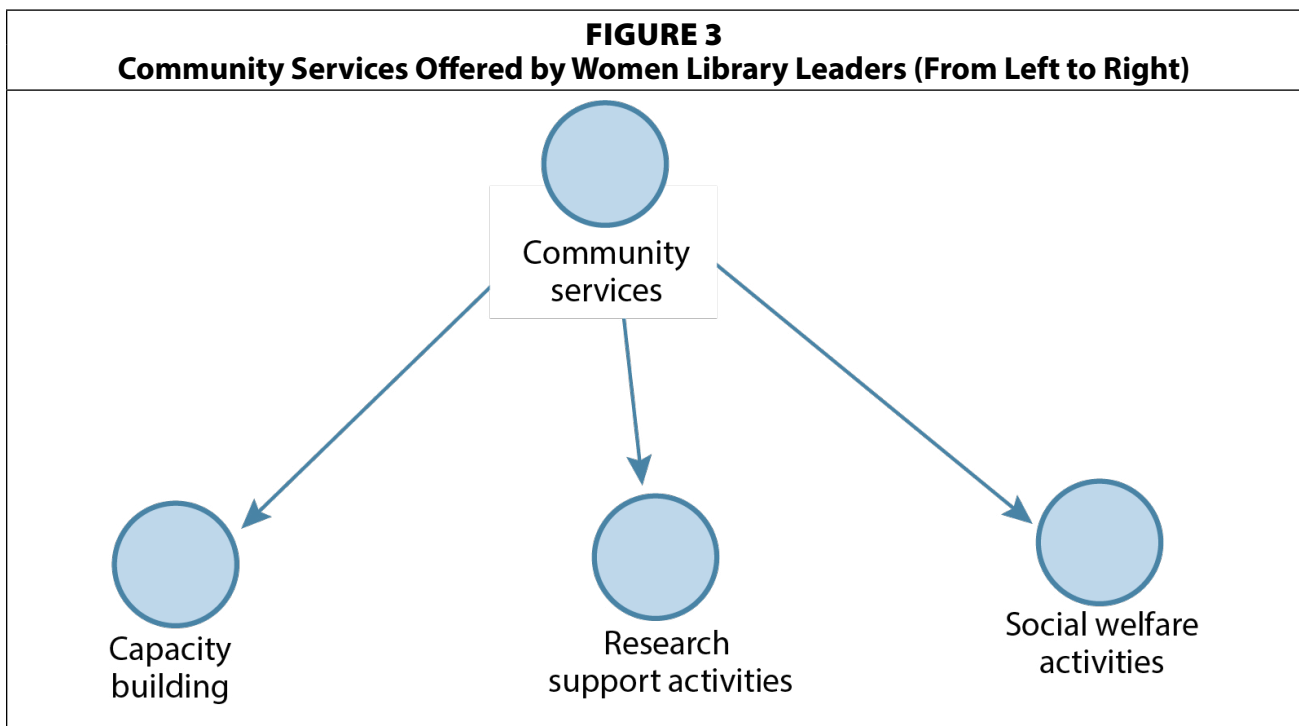 FIGURE 3
Community Services Offered by Women Library Leaders (From Left to Right)
Community
services
Capacity
building
Research
support activities
Social welfare
activities